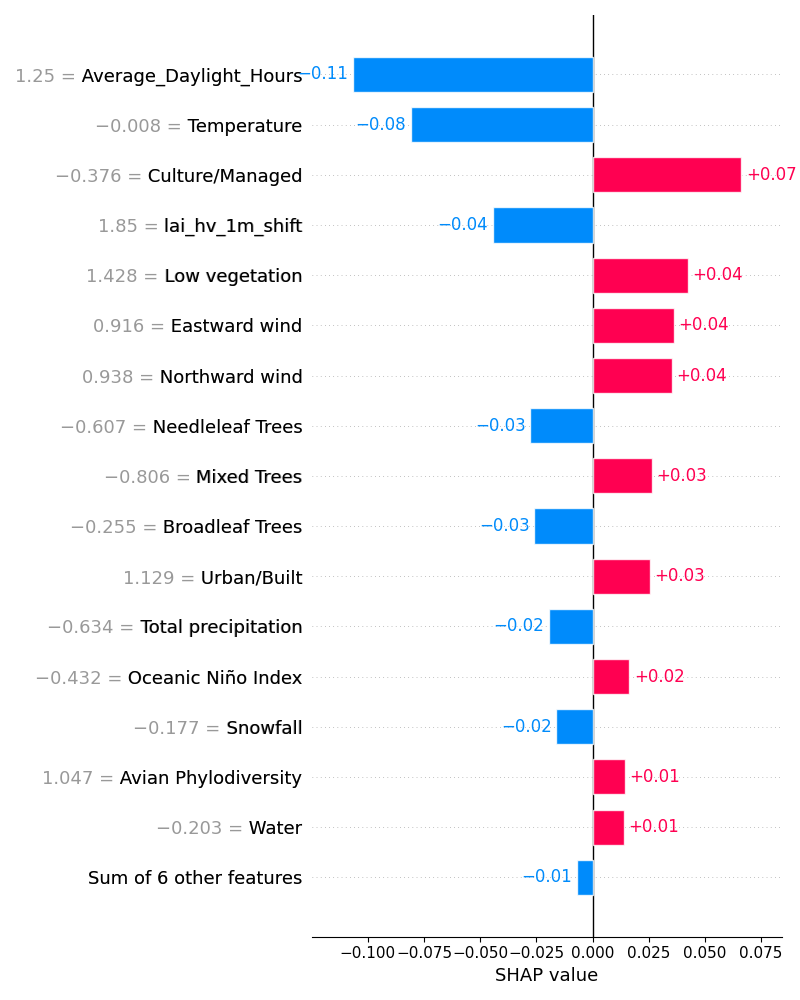 1.25 = Average_Daylight_Hours −0.11
−0.008 = Temperature −0.08
−0.376 = Culture/Managed +0.07
1.85 = lai_hv_1m_shift −0.04
1.428 = Low vegetation +0.04
0.916 = Eastward wind +0.04
0.938 = Northward wind +0.04
−0.607 = Needleleaf Trees −0.03
−0.806 = Mixed Trees +0.03
−0.255 = Broadleaf Trees −0.03
1.129 = Urban/Built +0.03
−0.634 = Total precipitation −0.02
−0.432 = Oceanic Niño Index +0.02
−0.177 = Snowfall −0.02
1.047 = Avian Phylodiversity +0.01
−0.203 = Water +0.01
Sum of 6 other features −0.01
−0.100 −0.075 −0.050 −0.025 0.000 0.025 0.050 0.075
SHAP value